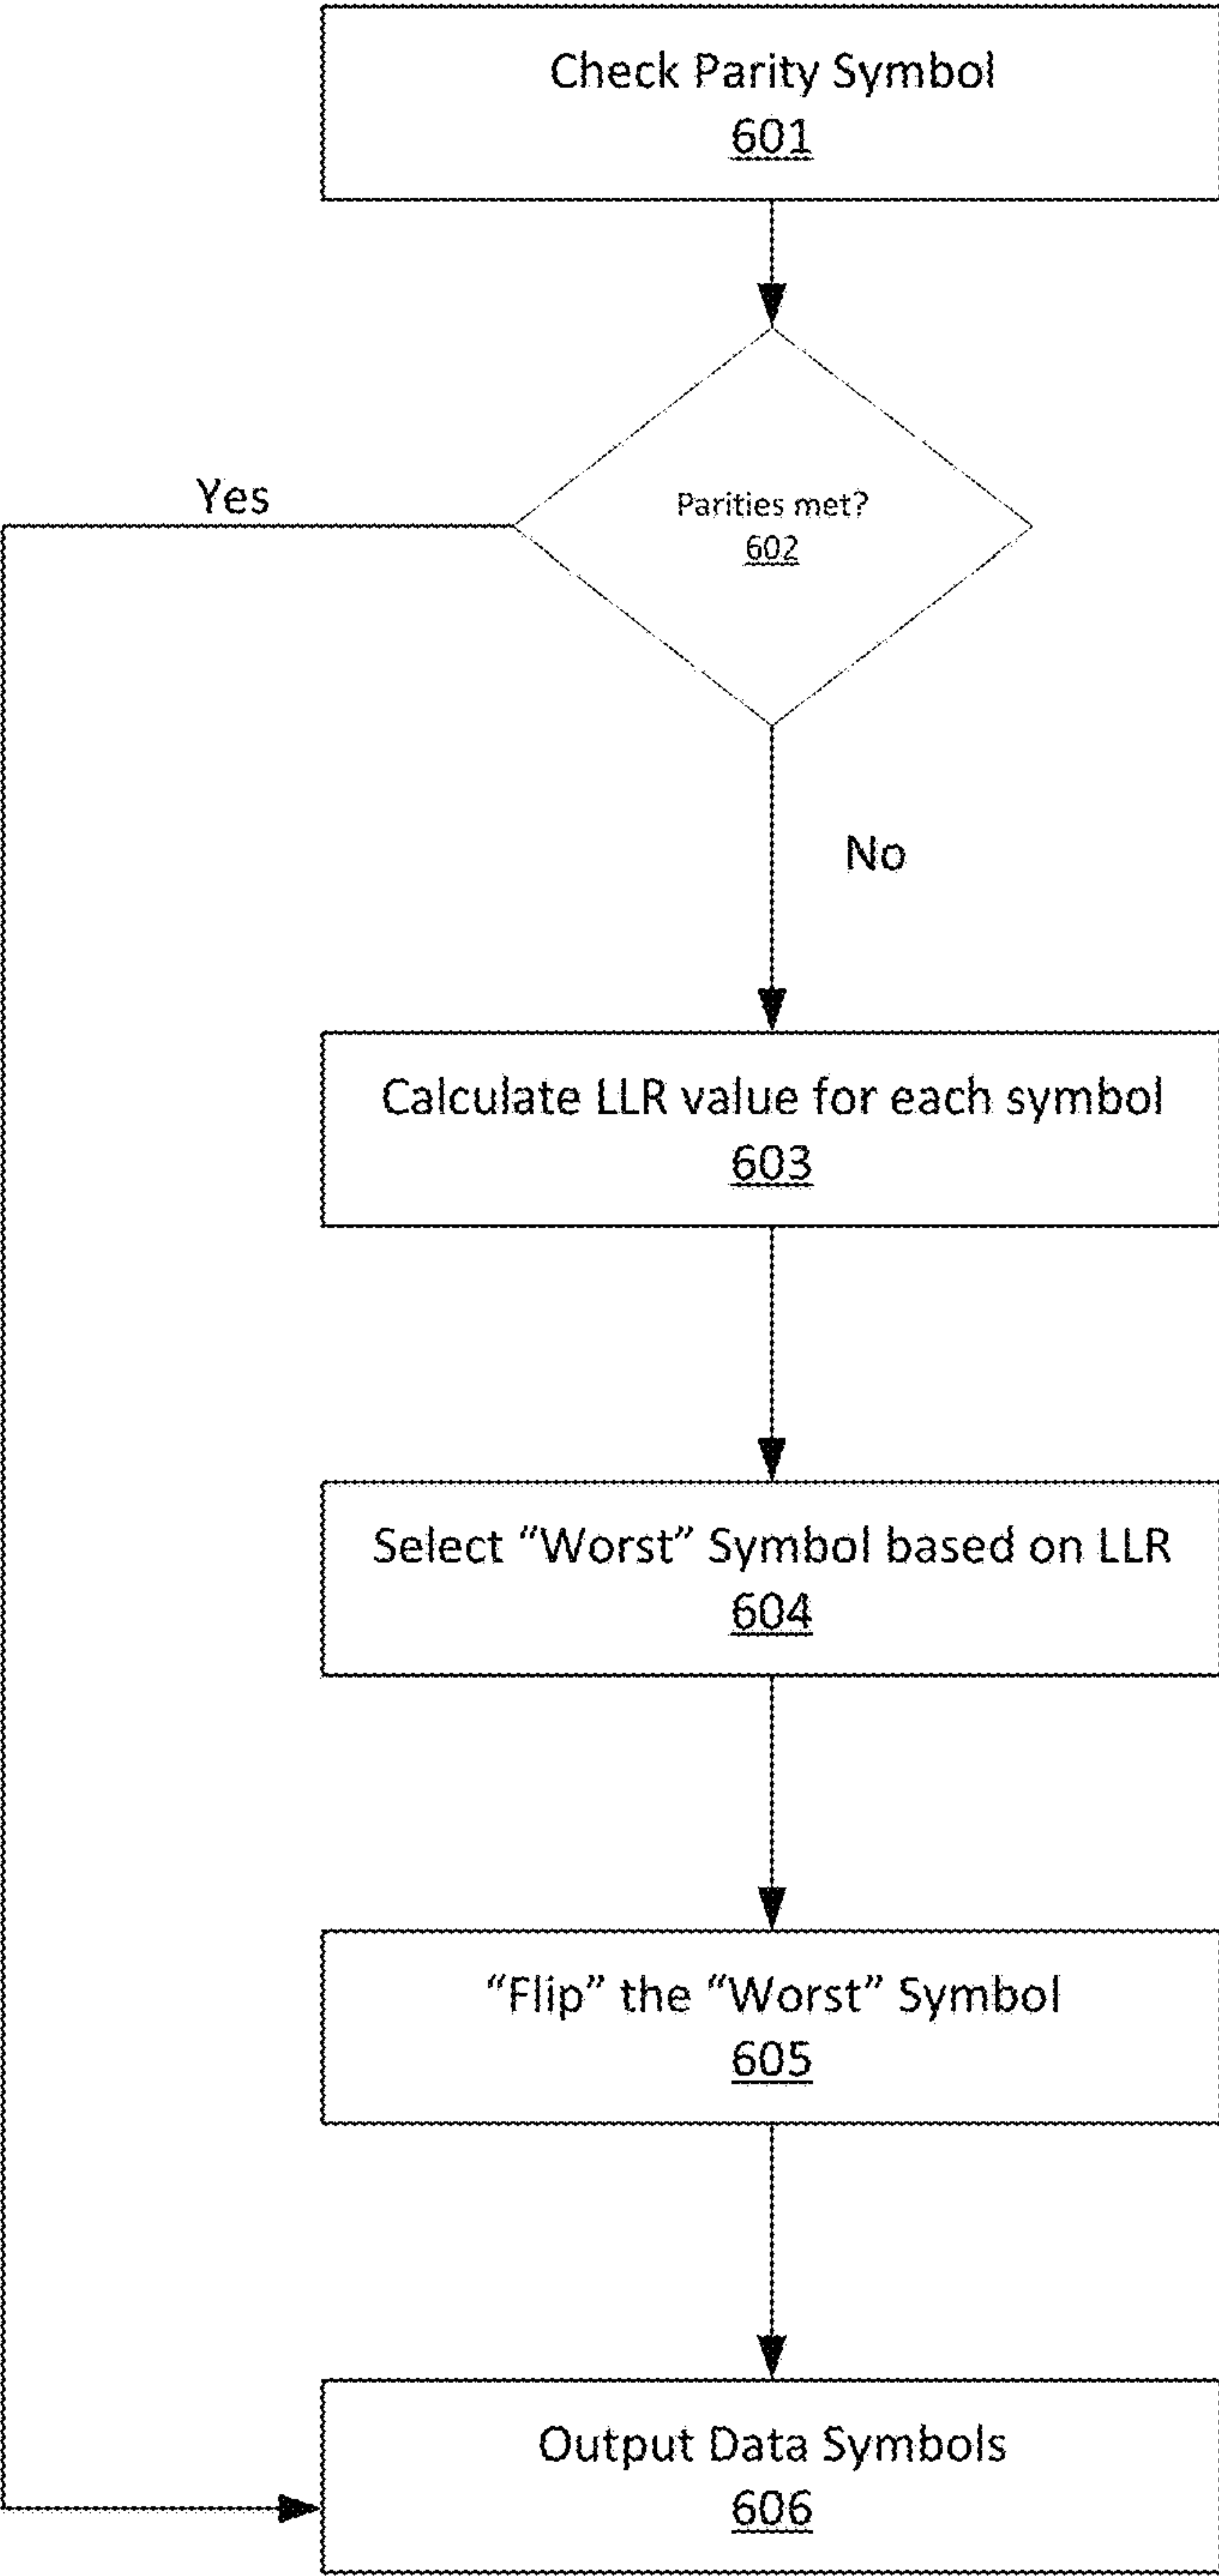 Check Parity Symbol
601
Parities met?
602
Yes
No
Calculate LLR value for each symbol
603
Select “Worst” Symbol based on LLR
604
“Flip” the “Worst” Symbol
605
Output Data Symbols
606